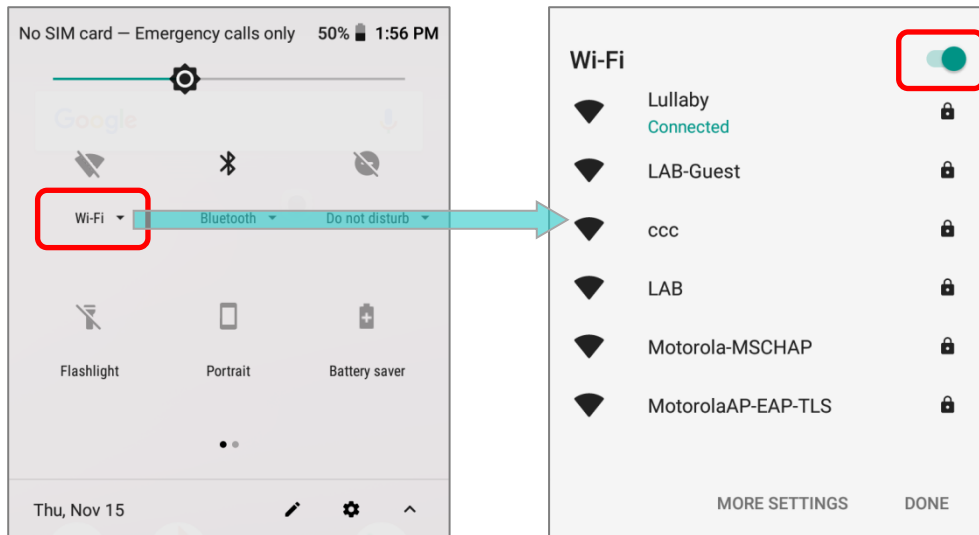 No SIM card — Emergency calls only 50% 1:56 PM
Google
Wi-Fi Bluetooth Do not disturb
Flashlight Portrait Battery saver
Thu, Nov 15
Wi-Fi
Lullaby
Connected
LAB-Guest
ccc
LAB
Motorola-MSCHAP
MotorolaAP-EAP-TLS
MORE SETTINGS DONE